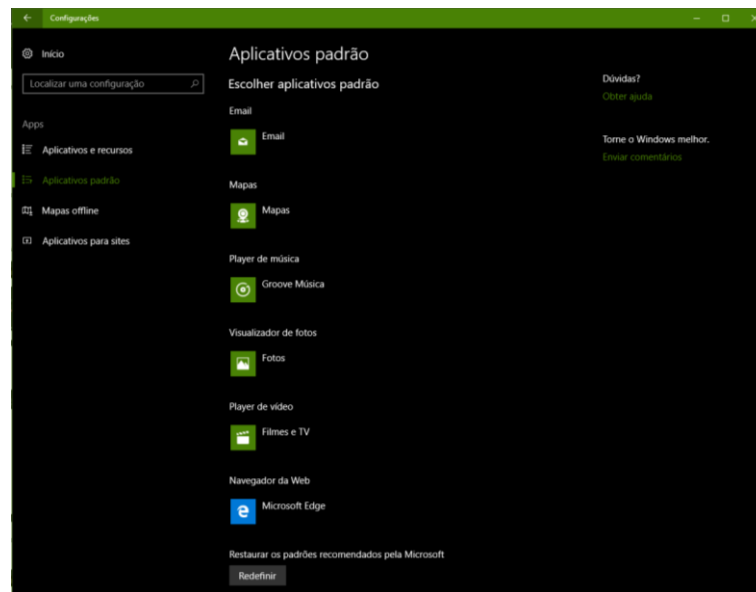 Configurações
Início
Localizar uma configuração
Apps
Aplicativos e recursos
Aplicativos padrão
Mapas offline
Aplicativos para sites
Aplicativos padrão
Escolher aplicativos padrão
Email
Email
Mapas
Mapas
Player de música
Groove Música
Visualizador de fotos
Fotos
Player de vídeo
Filmes e TV
Navegador da Web
Microsoft Edge
Restaurar os padrões recomendados pela Microsoft
Redefinir
Dúvidas?
Obter ajuda
Torne o Windows melhor.
Enviar comentários